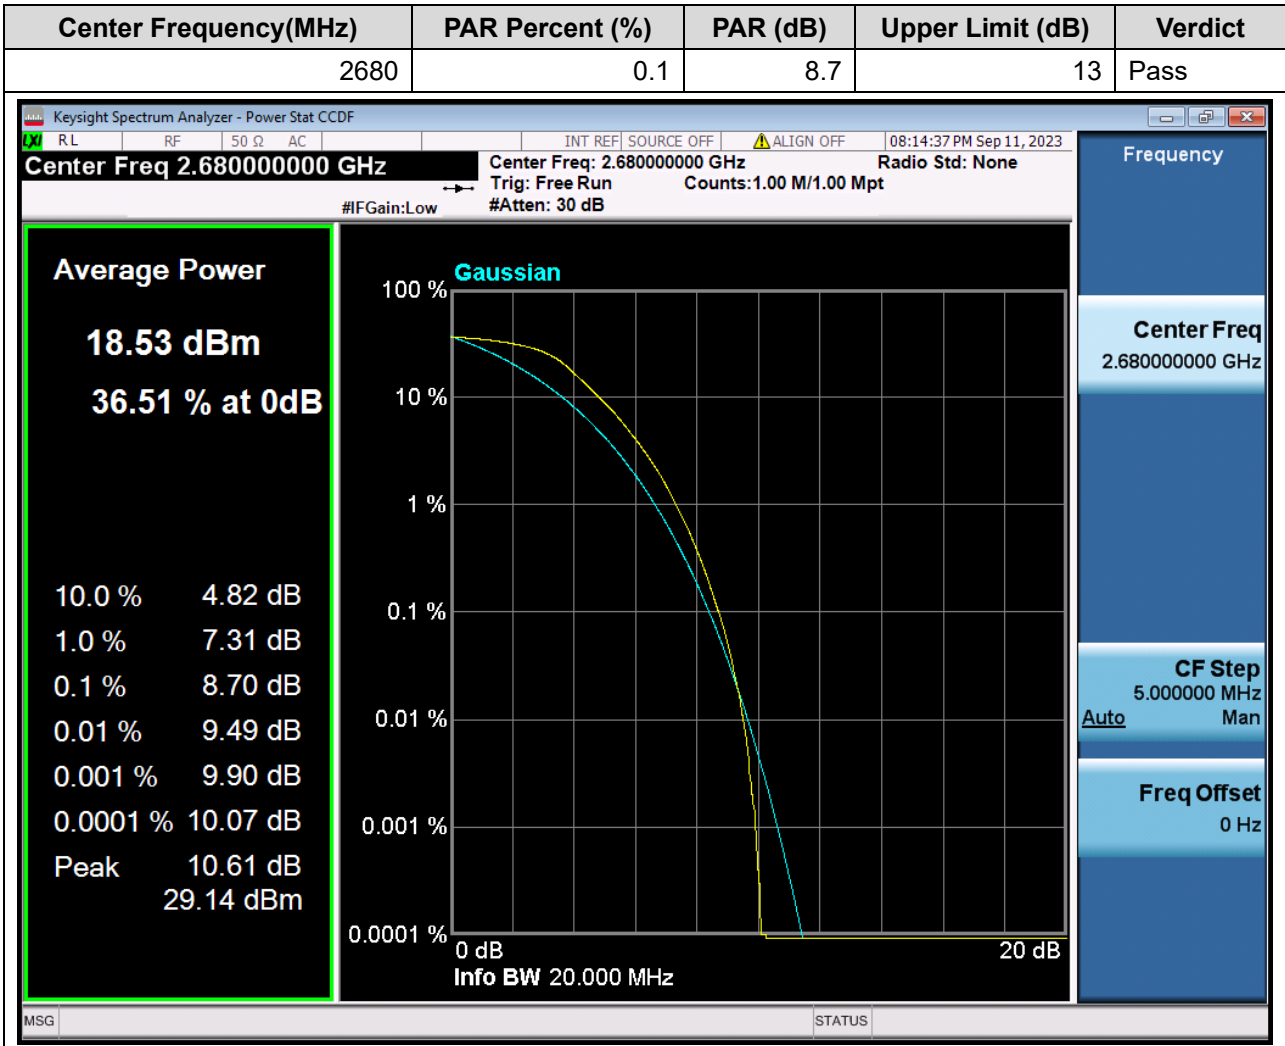 Center Frequency(MHz) PAR Percent (%) PAR (dB) Upper Limit (dB) Verdict
2680 0.1 8.7 13 Pass
Keysight Spectrum Analyzer - Power Stat CCDF
LXI RL RF 50 Ω AC INT REF SOURCE OFF ALIGN OFF 08:14:37 PM Sep 11, 2023
Center Freq 2.680000000 GHz
Center Freq: 2.680000000 GHz Radio Std: None
Trig: Free Run Counts:1.00 M/1.00 Mpt
#IFGain:Low #Atten: 30 dB
Average Power
18.53 dBm
36.51 % at 0dB
10.0 % 4.82 dB
1.0 % 7.31 dB
0.1 % 8.70 dB
0.01 % 9.49 dB
0.001 % 9.90 dB
0.0001 % 10.07 dB
Peak 10.61 dB
29.14 dBm
Gaussian
100 %
10 %
1 %
0.1 %
0.01 %
0.001 %
0.0001 %
0 dB 20 dB
Info BW 20.000 MHz
Frequency
Center Freq
2.680000000 GHz
CF Step
5.000000 MHz
Auto Man
Freq Offset
0 Hz
MSG STATUS